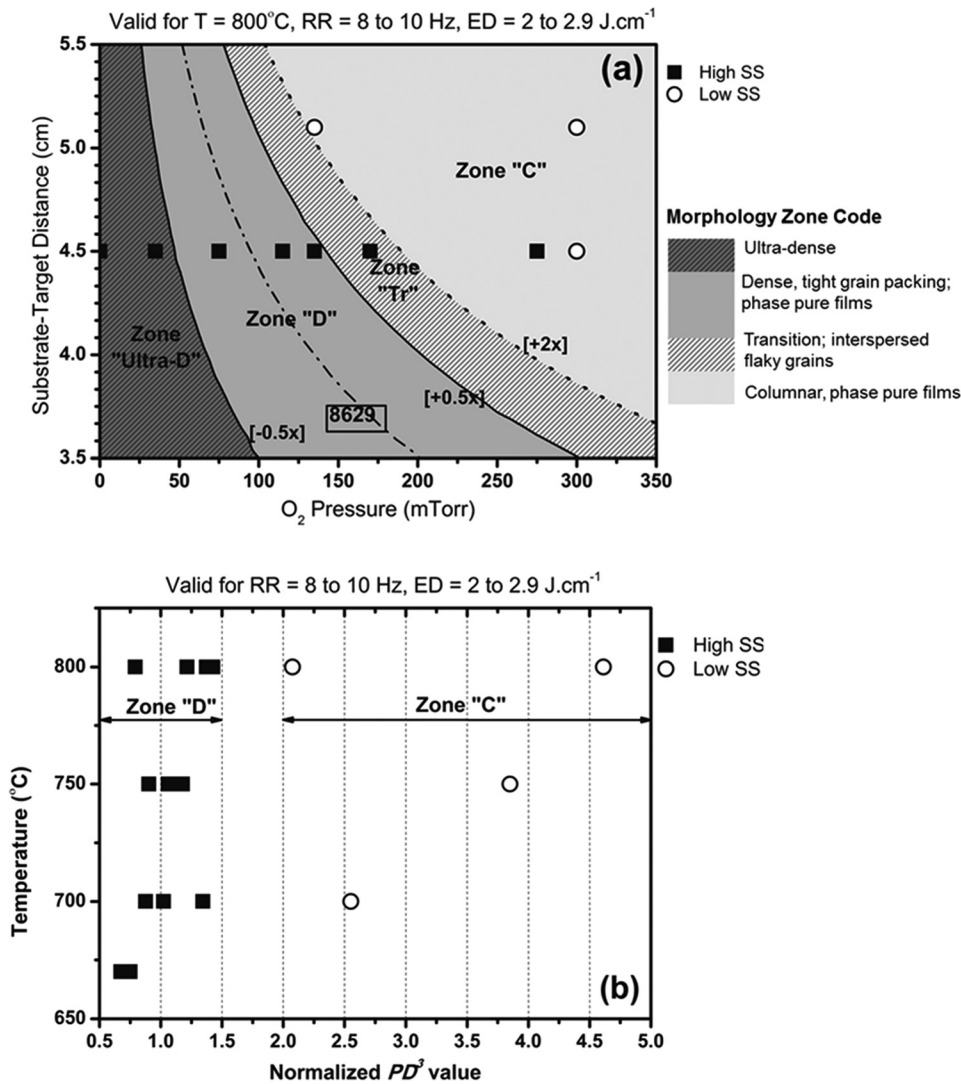 Valid for T = 800°C, RR = 8 to 10 Hz, ED = 2 to 2.9 J.cm⁻¹
(a)
High SS
Low SS
5.5
5.0
4.5
4.0
3.5
Substrate-Target Distance (cm)
Zone "C"
Zone "Tr"
Zone "D"
Zone "Ultra-D"
[+2x]
[+0.5x]
8629
[-0.5x]
0 50 100 150 200 250 300 350
O₂ Pressure (mTorr)
Morphology Zone Code
Ultra-dense
Dense, tight grain packing;
phase pure films
Transition; interspersed
flaky grains
Columnar, phase pure films
Valid for RR = 8 to 10 Hz, ED = 2 to 2.9 J.cm⁻¹
High SS
Low SS
800
750
700
650
Temperature (°C)
Zone "D"
Zone "C"
(b)
0.5 1.0 1.5 2.0 2.5 3.0 3.5 4.0 4.5 5.0
Normalized PD³ value